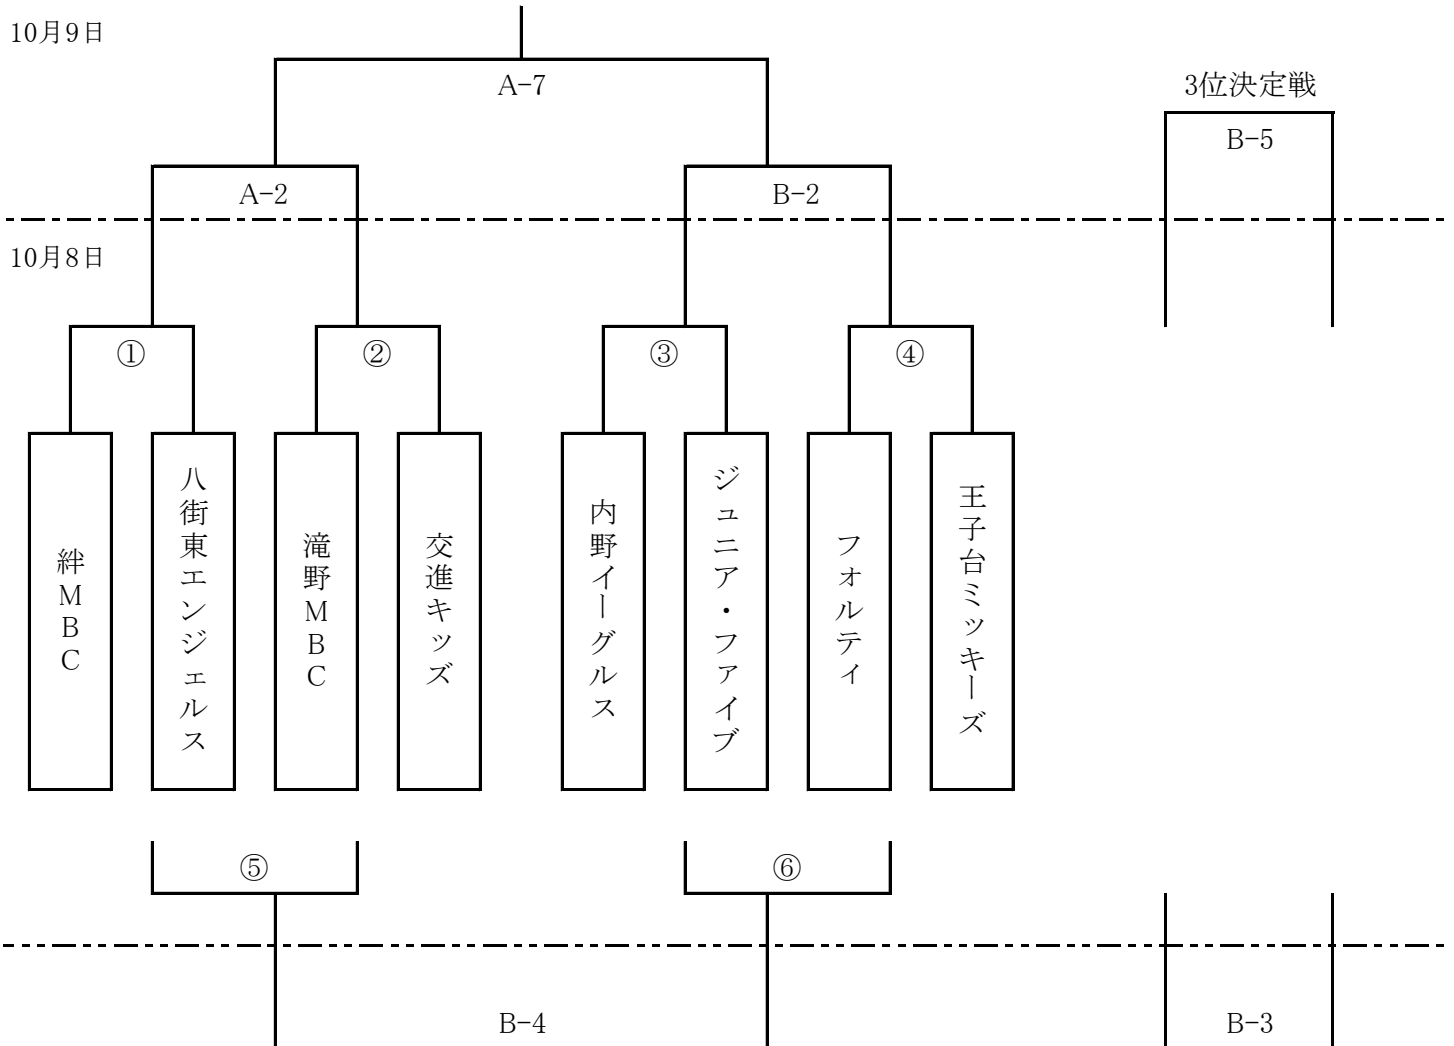 10月9日
A-7
3位決定戦
B-5
A-2
B-2
10月8日
①
②
③
④
絆MBC
八街東エンジェルス
滝野MBC
交進キッズ
内野イーグルス
ジュニア・ファイブ
フォルティ
王子台ミッキーズ
⑤
⑥
B-4
B-3